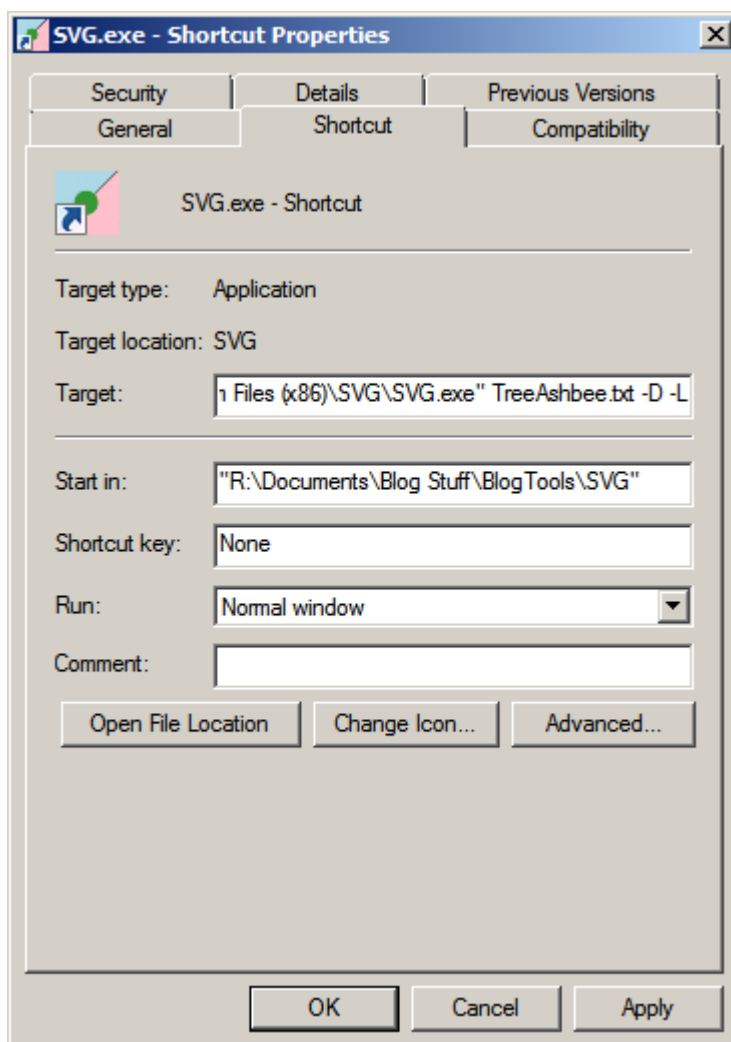 SVG.exe - Shortcut Properties
Security Details Previous Versions
General Shortcut Compatibility
SVG.exe - Shortcut
Target type: Application
Target location: SVG
Target: n Files (x86)\SVG\SVG.exe" TreeAshbee.txt -D -L
Start in: "R:\Documents\Blog Stuff\BlogTools\SVG"
Shortcut key: None
Run: Normal window
Comment:
Open File Location Change Icon... Advanced...
OK Cancel Apply